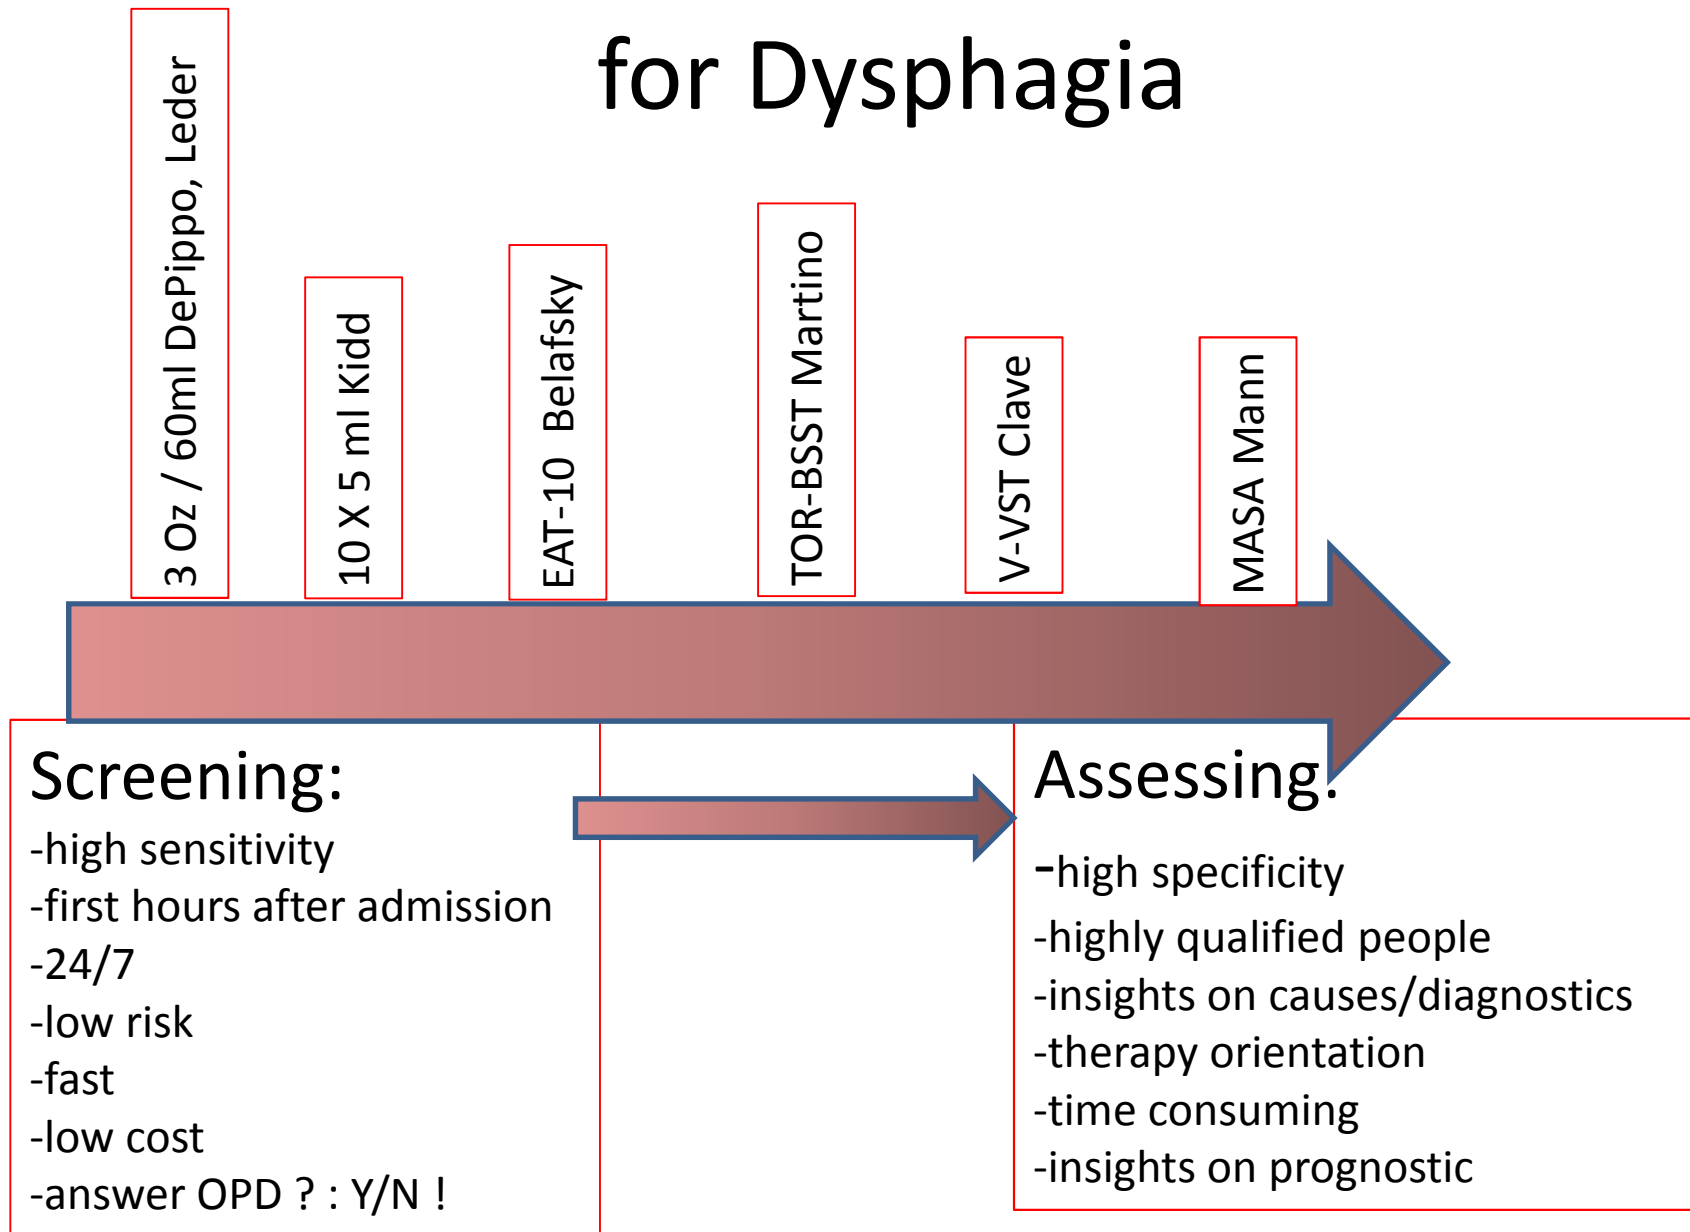 for Dysphagia
3 Oz / 60ml DePippo, Leder
10 X 5 ml Kidd
EAT-10 Belafsky
TOR-BSST Martino
V-VST Clave
MASA Mann
Screening:
-high sensitivity
-first hours after admission
-24/7
-low risk
-fast
-low cost
-answer OPD ? : Y/N !
Assessing:
-high specificity
-highly qualified people
-insights on causes/diagnostics
-therapy orientation
-time consuming
-insights on prognostic